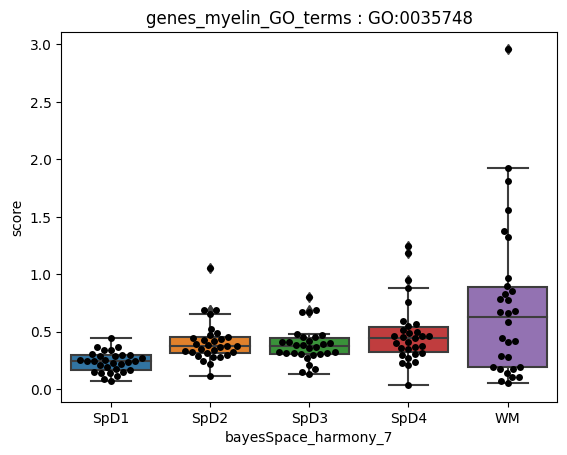 genes_myelin_GO_terms : GO:0035748
score
3.0
2.5
2.0
1.5
1.0
0.5
0.0
SpD1 SpD2 SpD3 SpD4 WM
bayesSpace_harmony_7